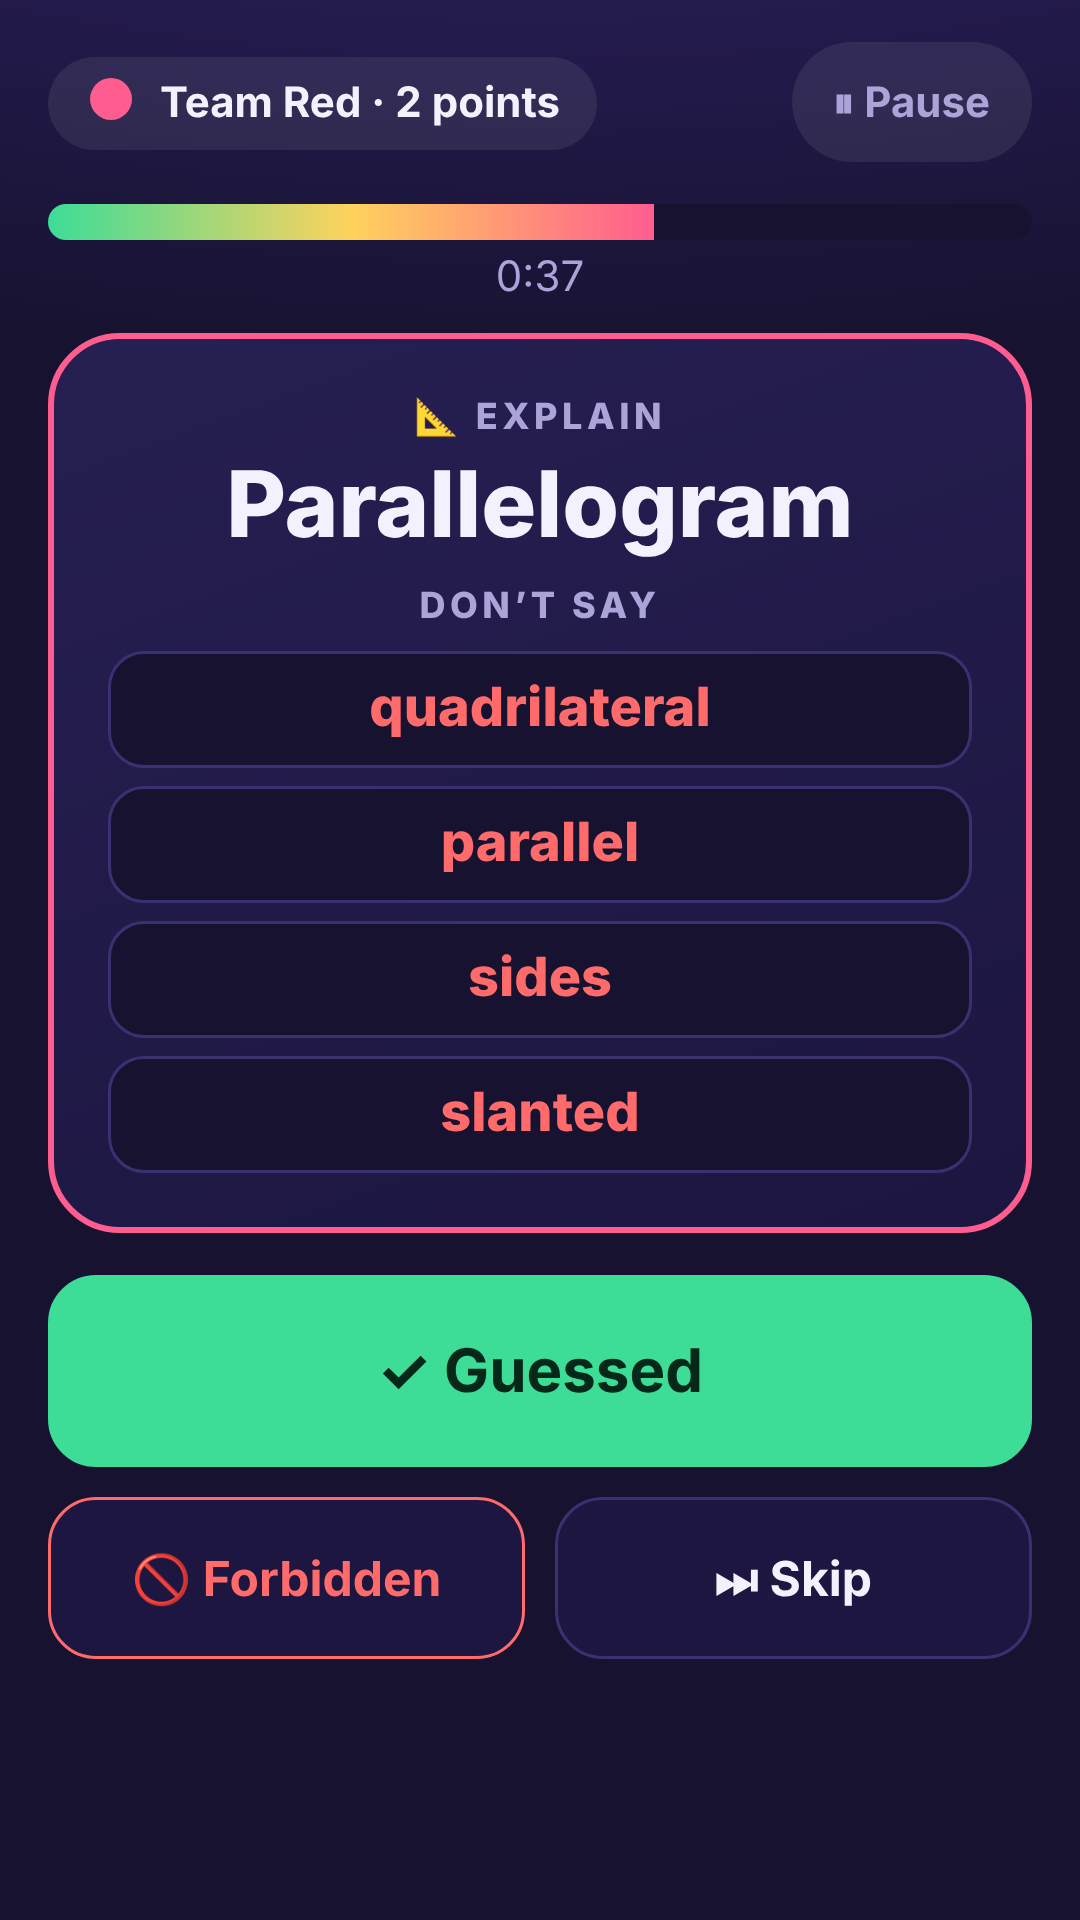 Team Red · 2 points
⏸ Pause
0:37
📐 EXPLAIN
Parallelogram
DON’T SAY
quadrilateral
parallel
sides
slanted
✓ Guessed
🚫 Forbidden
⏭ Skip